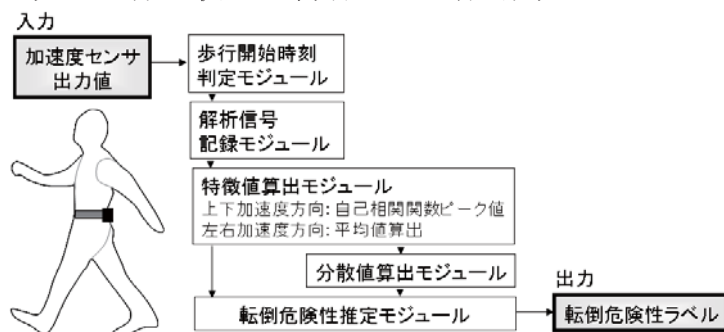 入力
加速度センサ
出力値
歩行開始時刻
判定モジュール
解析信号
記録モジュール
特徴値算出モジュール
上下加速度方向: 自己相関関数ピーク値
左右加速度方向: 平均値算出
分散値算出モジュール
転倒危険性推定モジュール
出力
転倒危険性ラベル